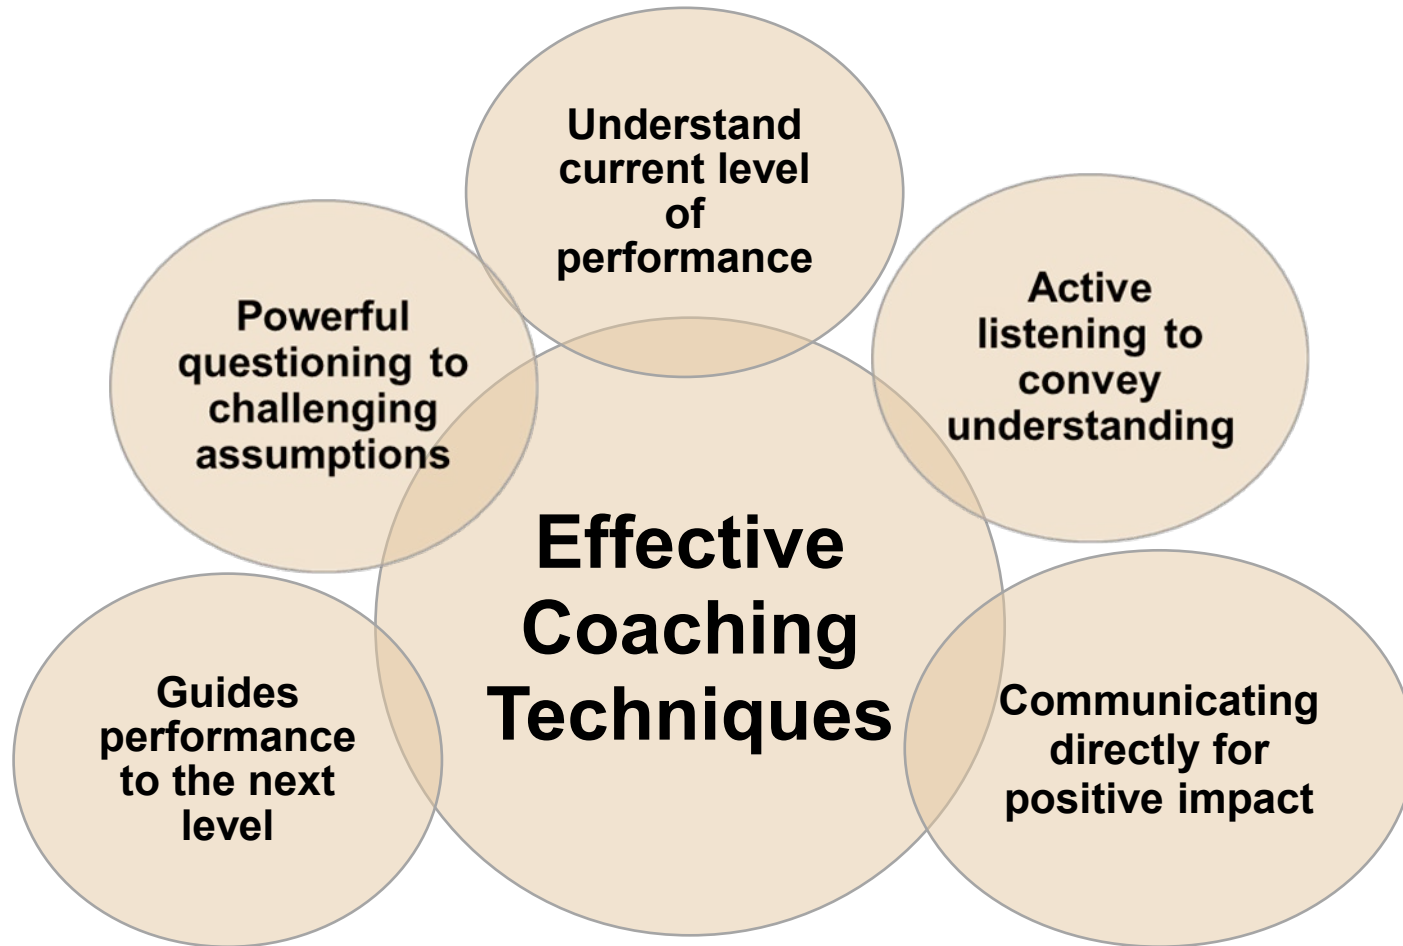 Understand
current level
of
performance
Powerful
questioning to
challenging
assumptions
Active
listening to
convey
understanding
Effective
Coaching
Techniques
Guides
performance
to the next
level
Communicating
directly for
positive impact